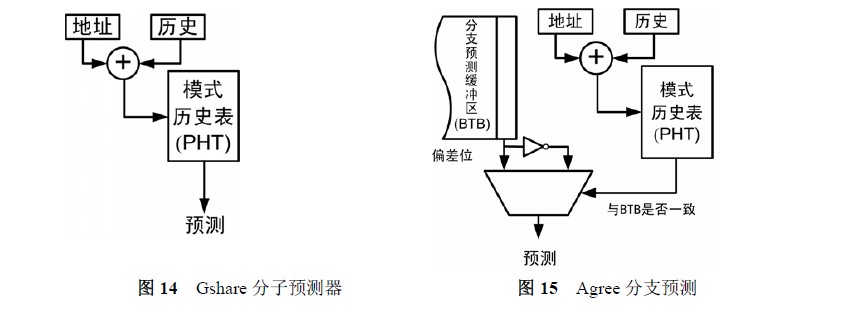 地址
历史
+
模式
历史表
(PHT)
预测
图 14 Gshare 分子预测器
分支预测缓冲区
(BTB)
偏差位
地址
历史
+
模式
历史表
(PHT)
与BTB是否一致
预测
图 15 Agree 分支预测